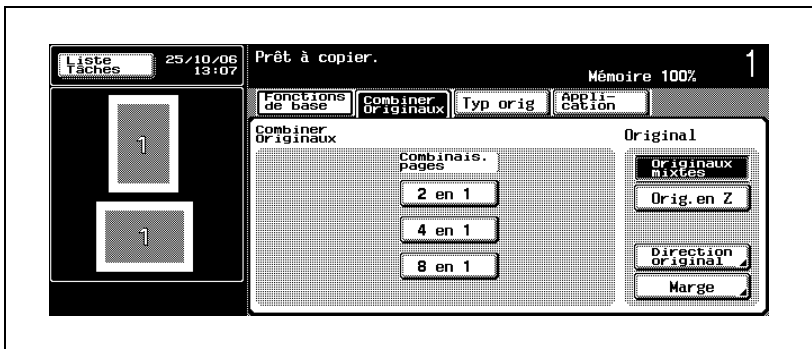 Liste
Tâches
25/10/06
13:07
Prêt à copier.
Mémoire 100%
1
Fonctions
de base
Combiner
Originaux
Typ orig
Appli-
cation
1
1
Combiner
Originaux
Combinais.
pages
2 en 1
4 en 1
8 en 1
Original
Originaux
mixtes
Orig.en Z
Direction
original
Marge